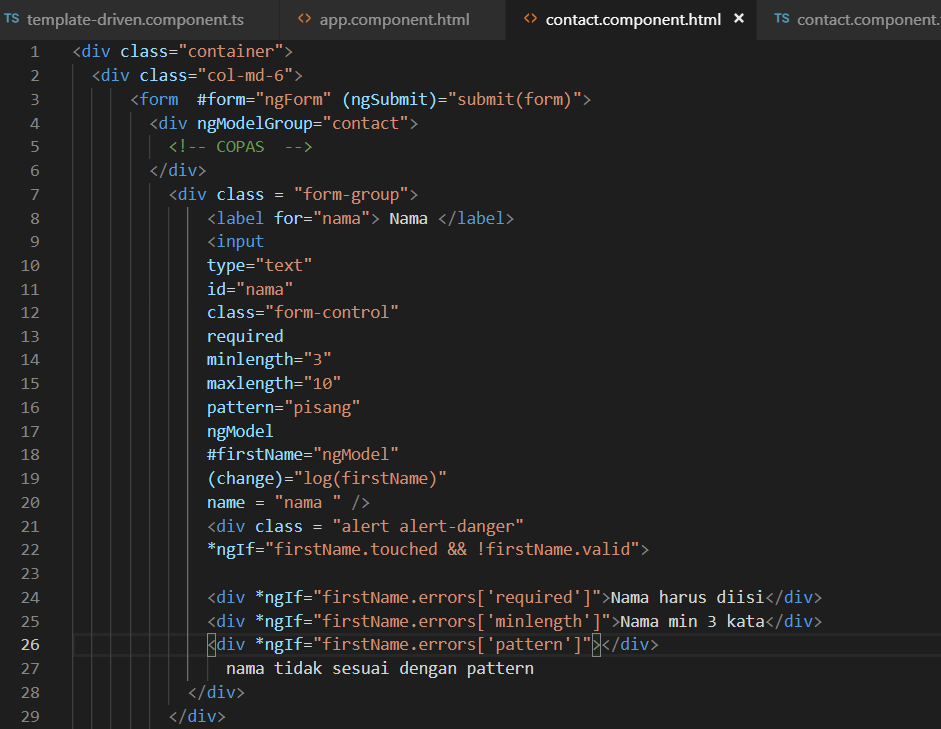 TS template-driven.component.ts <> app.component.html <> contact.component.html × TS contact.component.
1 <div class="container">
2 <div class="col-md-6">
3 <form  #form="ngForm" (ngSubmit)="submit(form)">
4 <div ngModelGroup="contact">
5 <!-- COPAS  -->
6 </div>
7 <div class = "form-group">
8 <label for="nama"> Nama </label>
9 <input
10 type="text"
11 id="nama"
12 class="form-control"
13 required
14 minlength="3"
15 maxlength="10"
16 pattern="pisang"
17 ngModel
18 #firstName="ngModel"
19 (change)="log(firstName)"
20 name = "nama " />
21 <div class = "alert alert-danger"
22 *ngIf="firstName.touched && !firstName.valid">
23
24 <div *ngIf="firstName.errors['required']">Nama harus diisi</div>
25 <div *ngIf="firstName.errors['minlength']">Nama min 3 kata</div>
26 <div *ngIf="firstName.errors['pattern']"></div>
27 nama tidak sesuai dengan pattern
28 </div>
29 </div>